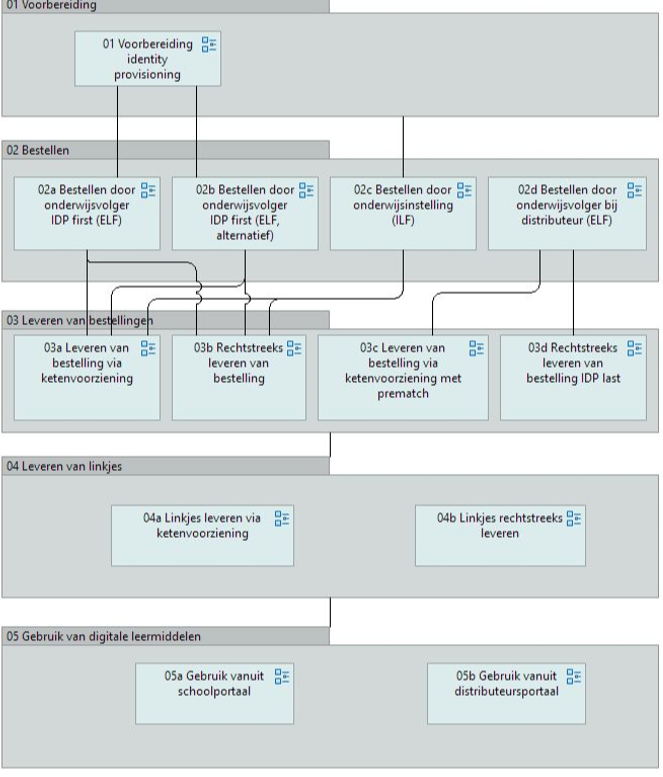 01 Voorbereiding
01 Voorbereiding
identity
provisioning
02 Bestellen
02a Bestellen door
onderwijsvolger
IDP first (ELF)
02b Bestellen door
onderwijsvolger
IDP first (ELF,
alternatief)
02c Bestellen door
onderwijsinstelling
(ILF)
02d Bestellen door
onderwijsvolger bij
distributeur (ELF)
03 Leveren van bestellingen
03a Leveren van
bestelling via
ketenvoorziening
03b Rechtstreeks
leveren van
bestelling
03c Leveren van
bestelling via
ketenvoorziening met
prematch
03d Rechtstreeks
leveren van
bestelling IDP last
04 Leveren van linkjes
04a Linkjes leveren via
ketenvoorziening
04b Linkjes rechtstreeks
leveren
05 Gebruik van digitale leermiddelen
05a Gebruik vanuit
schoolportaal
05b Gebruik vanuit
distributeursportaal